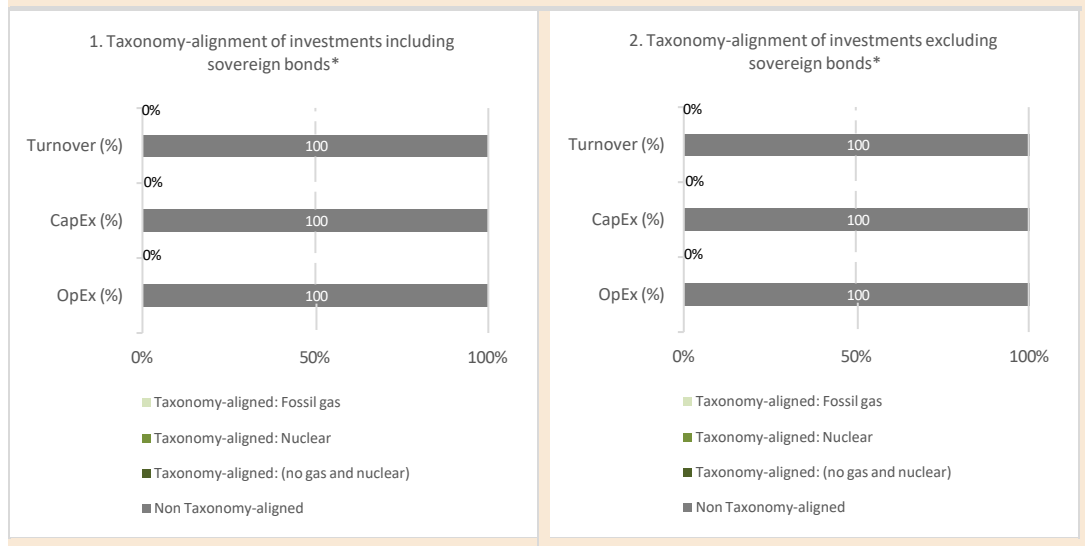 1. Taxonomy-alignment of investments including
sovereign bonds*
0%
Turnover (%)
100
0%
CapEx (%)
100
0%
OpEx (%)
100
0%
50%
100%
Taxonomy-aligned: Fossil gas
Taxonomy-aligned: Nuclear
Taxonomy-aligned: (no gas and nuclear)
Non Taxonomy-aligned
2. Taxonomy-alignment of investments excluding
sovereign bonds*
0%
Turnover (%)
100
0%
CapEx (%)
100
0%
OpEx (%)
100
0%
50%
100%
Taxonomy-aligned: Fossil gas
Taxonomy-aligned: Nuclear
Taxonomy-aligned: (no gas and nuclear)
Non Taxonomy-aligned